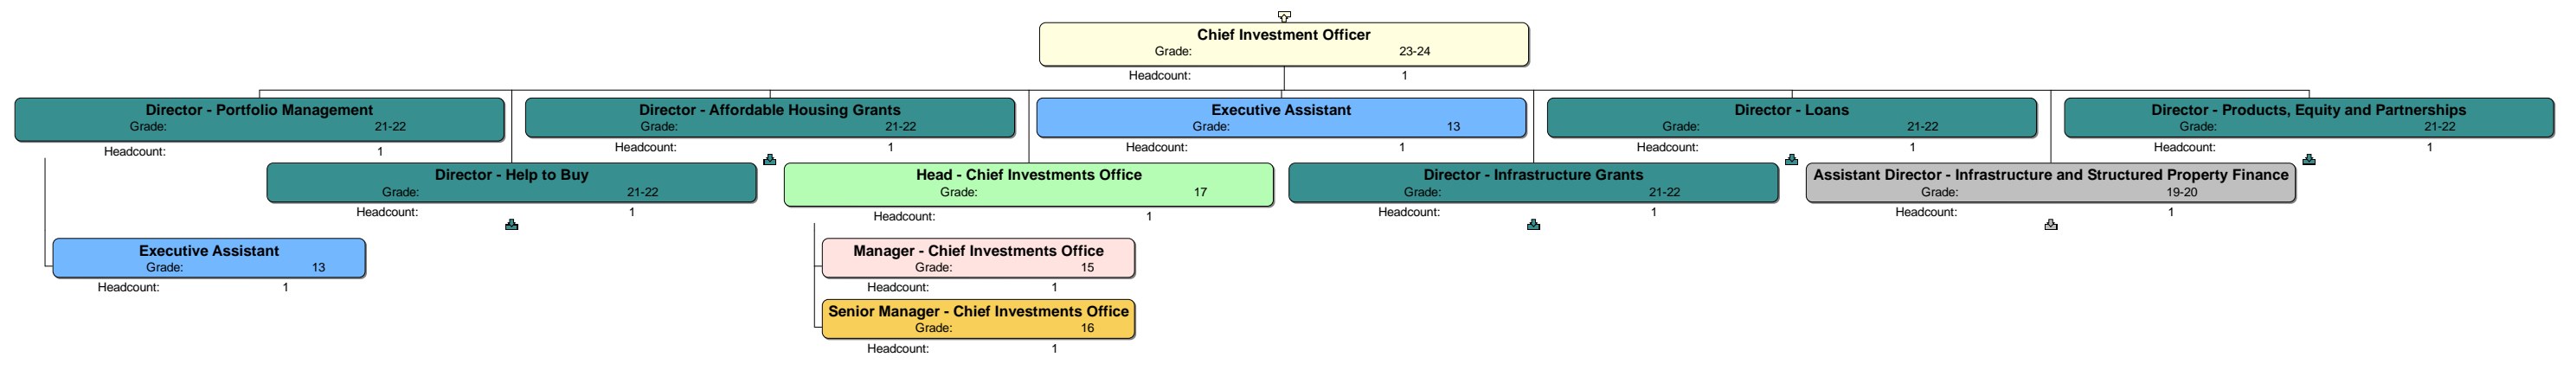 Chief Investment Officer
Grade: 23-24
Headcount: 1
Director - Portfolio Management
Grade: 21-22
Headcount: 1
Director - Affordable Housing Grants
Grade: 21-22
Headcount: 1
Executive Assistant
Grade: 13
Headcount: 1
Director - Loans
Grade: 21-22
Headcount: 1
Director - Products, Equity and Partnerships
Grade: 21-22
Headcount: 1
Director - Help to Buy
Grade: 21-22
Headcount: 1
Head - Chief Investments Office
Grade: 17
Headcount: 1
Director - Infrastructure Grants
Grade: 21-22
Headcount: 1
Assistant Director - Infrastructure and Structured Property Finance
Grade: 19-20
Headcount: 1
Executive Assistant
Grade: 13
Headcount: 1
Manager - Chief Investments Office
Grade: 15
Headcount: 1
Senior Manager - Chief Investments Office
Grade: 16
Headcount: 1